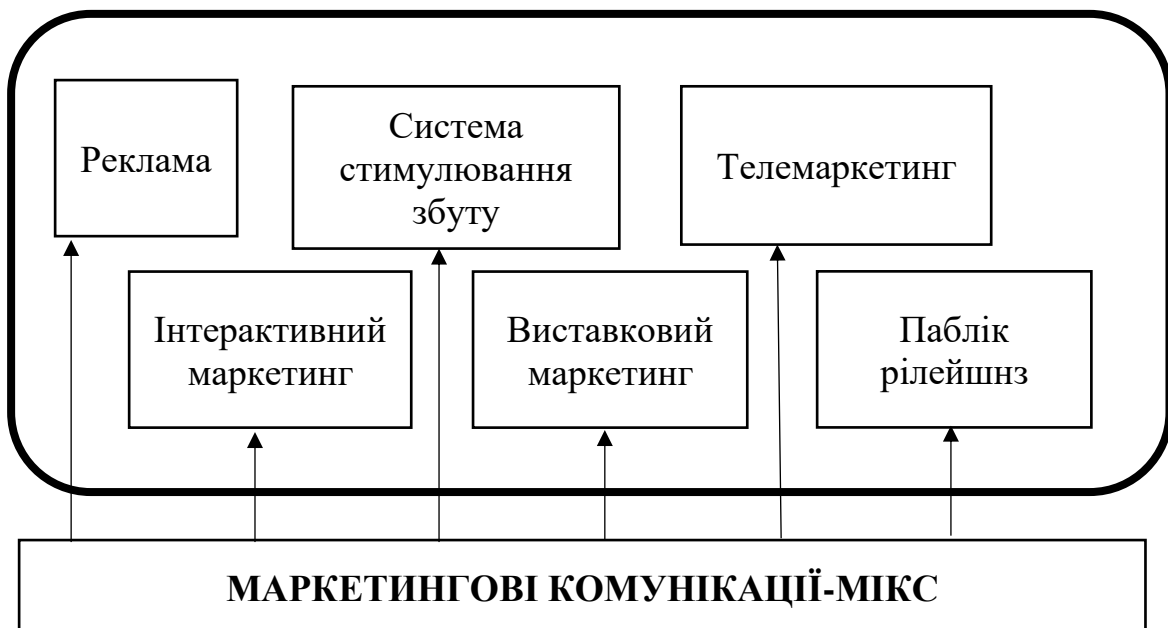 Реклама
Система
стимулювання
збуту
Телемаркетинг
Інтерактивний
маркетинг
Виставковий
маркетинг
Паблік
рілейшнз
МАРКЕТИНГОВІ КОМУНІКАЦІЇ-МІКС